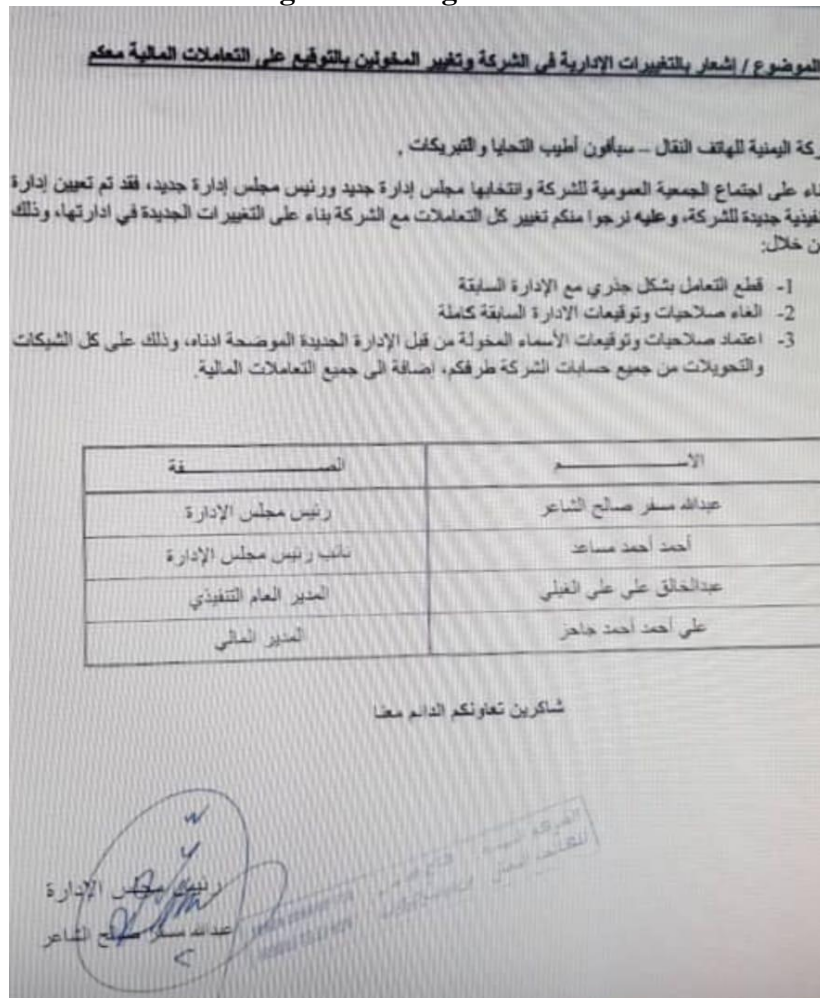 الموضوع / إشعار بالتغييرات الإدارية في الشركة وتغيير المخولين بالتوقيع على التعاملات المالية معكم
ركة اليمنية للهاتف النقال – سبأفون أطيب التحايا والتبريكات ,
ناء على اجتماع الجمعية العمومية للشركة وانتخابها مجلس إدارة جديد ورئيس مجلس إدارة جديد، فقد تم تعيين إدارة
فيذية جديدة للشركة، وعليه نرجوا منكم تغيير كل التعاملات مع الشركة بناء على التغييرات الجديدة في ادارتها، وذلك
ن خلال:
1- قطع التعامل بشكل جذري مع الإدارة السابقة
2- الغاء صلاحيات وتوقيعات الادارة السابقة كاملة
3- اعتماد صلاحيات وتوقيعات الأسماء المخولة من قبل الإدارة الجديدة الموضحة ادناه، وذلك على كل الشيكات
والتحويلات من جميع حسابات الشركة طرفكم، إضافة الى جميع التعاملات المالية.
الاســـــــــم الصـــــــــفة
عبدالله مسفر صالح الشاعر رئيس مجلس الإدارة
أحمد أحمد مساعد نائب رئيس مجلس الإدارة
عبدالخالق علي علي الغيلي المدير العام التنفيذي
علي أحمد أحمد جاحز المدير المالي
شاكرين تعاونكم الدائم معنا
رئيس مجلس الإدارة
عبدالله مسفر صالح الشاعر